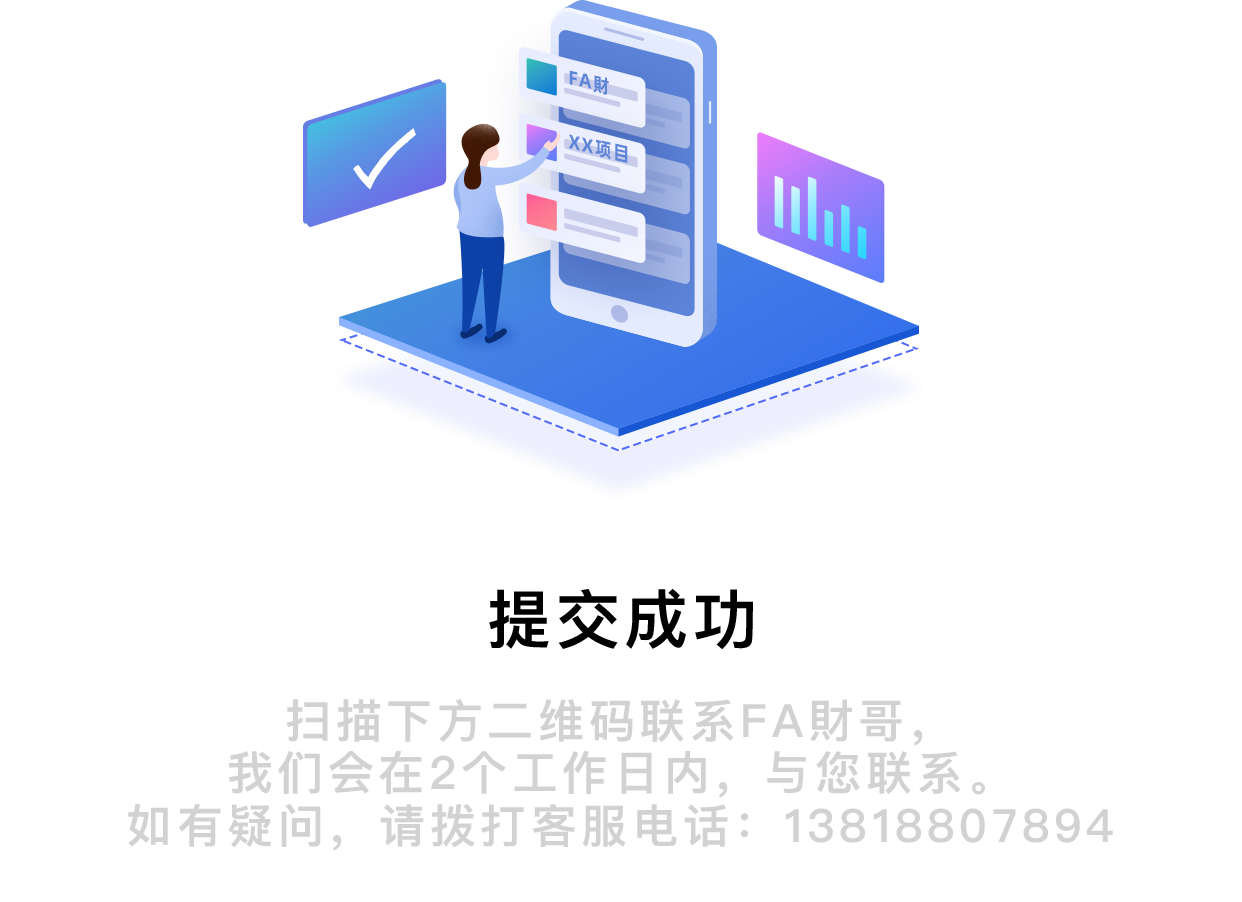 FA財
XX项目
提交成功
扫描下方二维码联系FA財哥，
我们会在2个工作日内，与您联系。
如有疑问，请拨打客服电话：13818807894